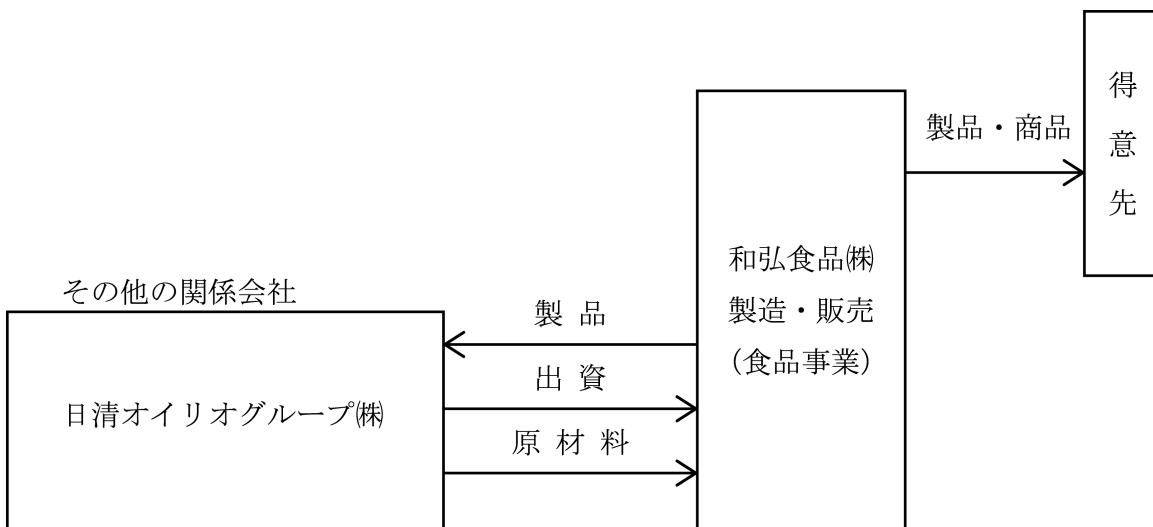 その他の関係会社
日清オイリオグループ㈱
製 品
出 資
原 材 料
和弘食品㈱
製造・販売
(食品事業)
製品・商品
得意先